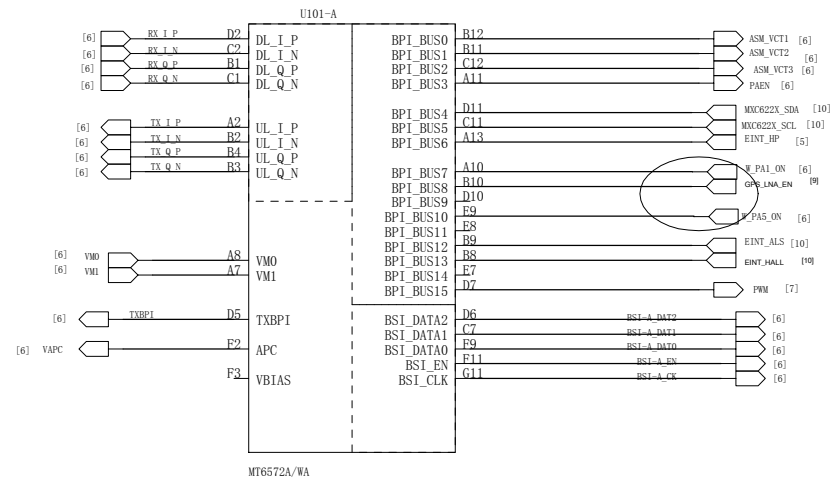 U101-A
[6] RX_I_P D2 DL_I_P BPI_BUS0 B12 ASM_VCT1 [6]
[6] RX_I_N C2 DL_I_N BPI_BUS1 B11 ASM_VCT2 [6]
[6] RX_Q_P B1 DL_Q_P BPI_BUS2 C12 ASM_VCT3 [6]
[6] RX_Q_N C1 DL_Q_N BPI_BUS3 A11 PAEN [6]
BPI_BUS4 D11 MXC622X_SDA [10]
[6] TX_I_P A2 UL_I_P BPI_BUS5 C11 MXC622X_SCL [10]
[6] TX_I_N B2 UL_I_N BPI_BUS6 A13 EINT_HP [5]
[6] TX_Q_P B4 UL_Q_P
[6] TX_Q_N B3 UL_Q_N BPI_BUS7 A10 W_PA1_ON [6]
BPI_BUS8 B10 GPS_LNA_EN [9]
BPI_BUS9 D10
BPI_BUS10 E9 W_PA5_ON [6]
BPI_BUS11 E8
BPI_BUS12 B9 EINT_ALS [10]
[6] VM0 A8 VM0 BPI_BUS13 B8 EINT_HALL [10]
[6] VM1 A7 VM1 BPI_BUS14 E7
BPI_BUS15 D7 PWM [7]
[6] TXBPI D5 TXBPI BSI_DATA2 D6 BSI-A_DAT2 [6]
BSI_DATA1 C7 BSI-A_DAT1 [6]
[6] VAPC F2 APC BSI_DATA0 F9 BSI-A_DAT0 [6]
BSI_EN F11 BSI-A_EN [6]
F3 VBIAS BSI_CLK G11 BSI-A_CK [6]
MT6572A/WA